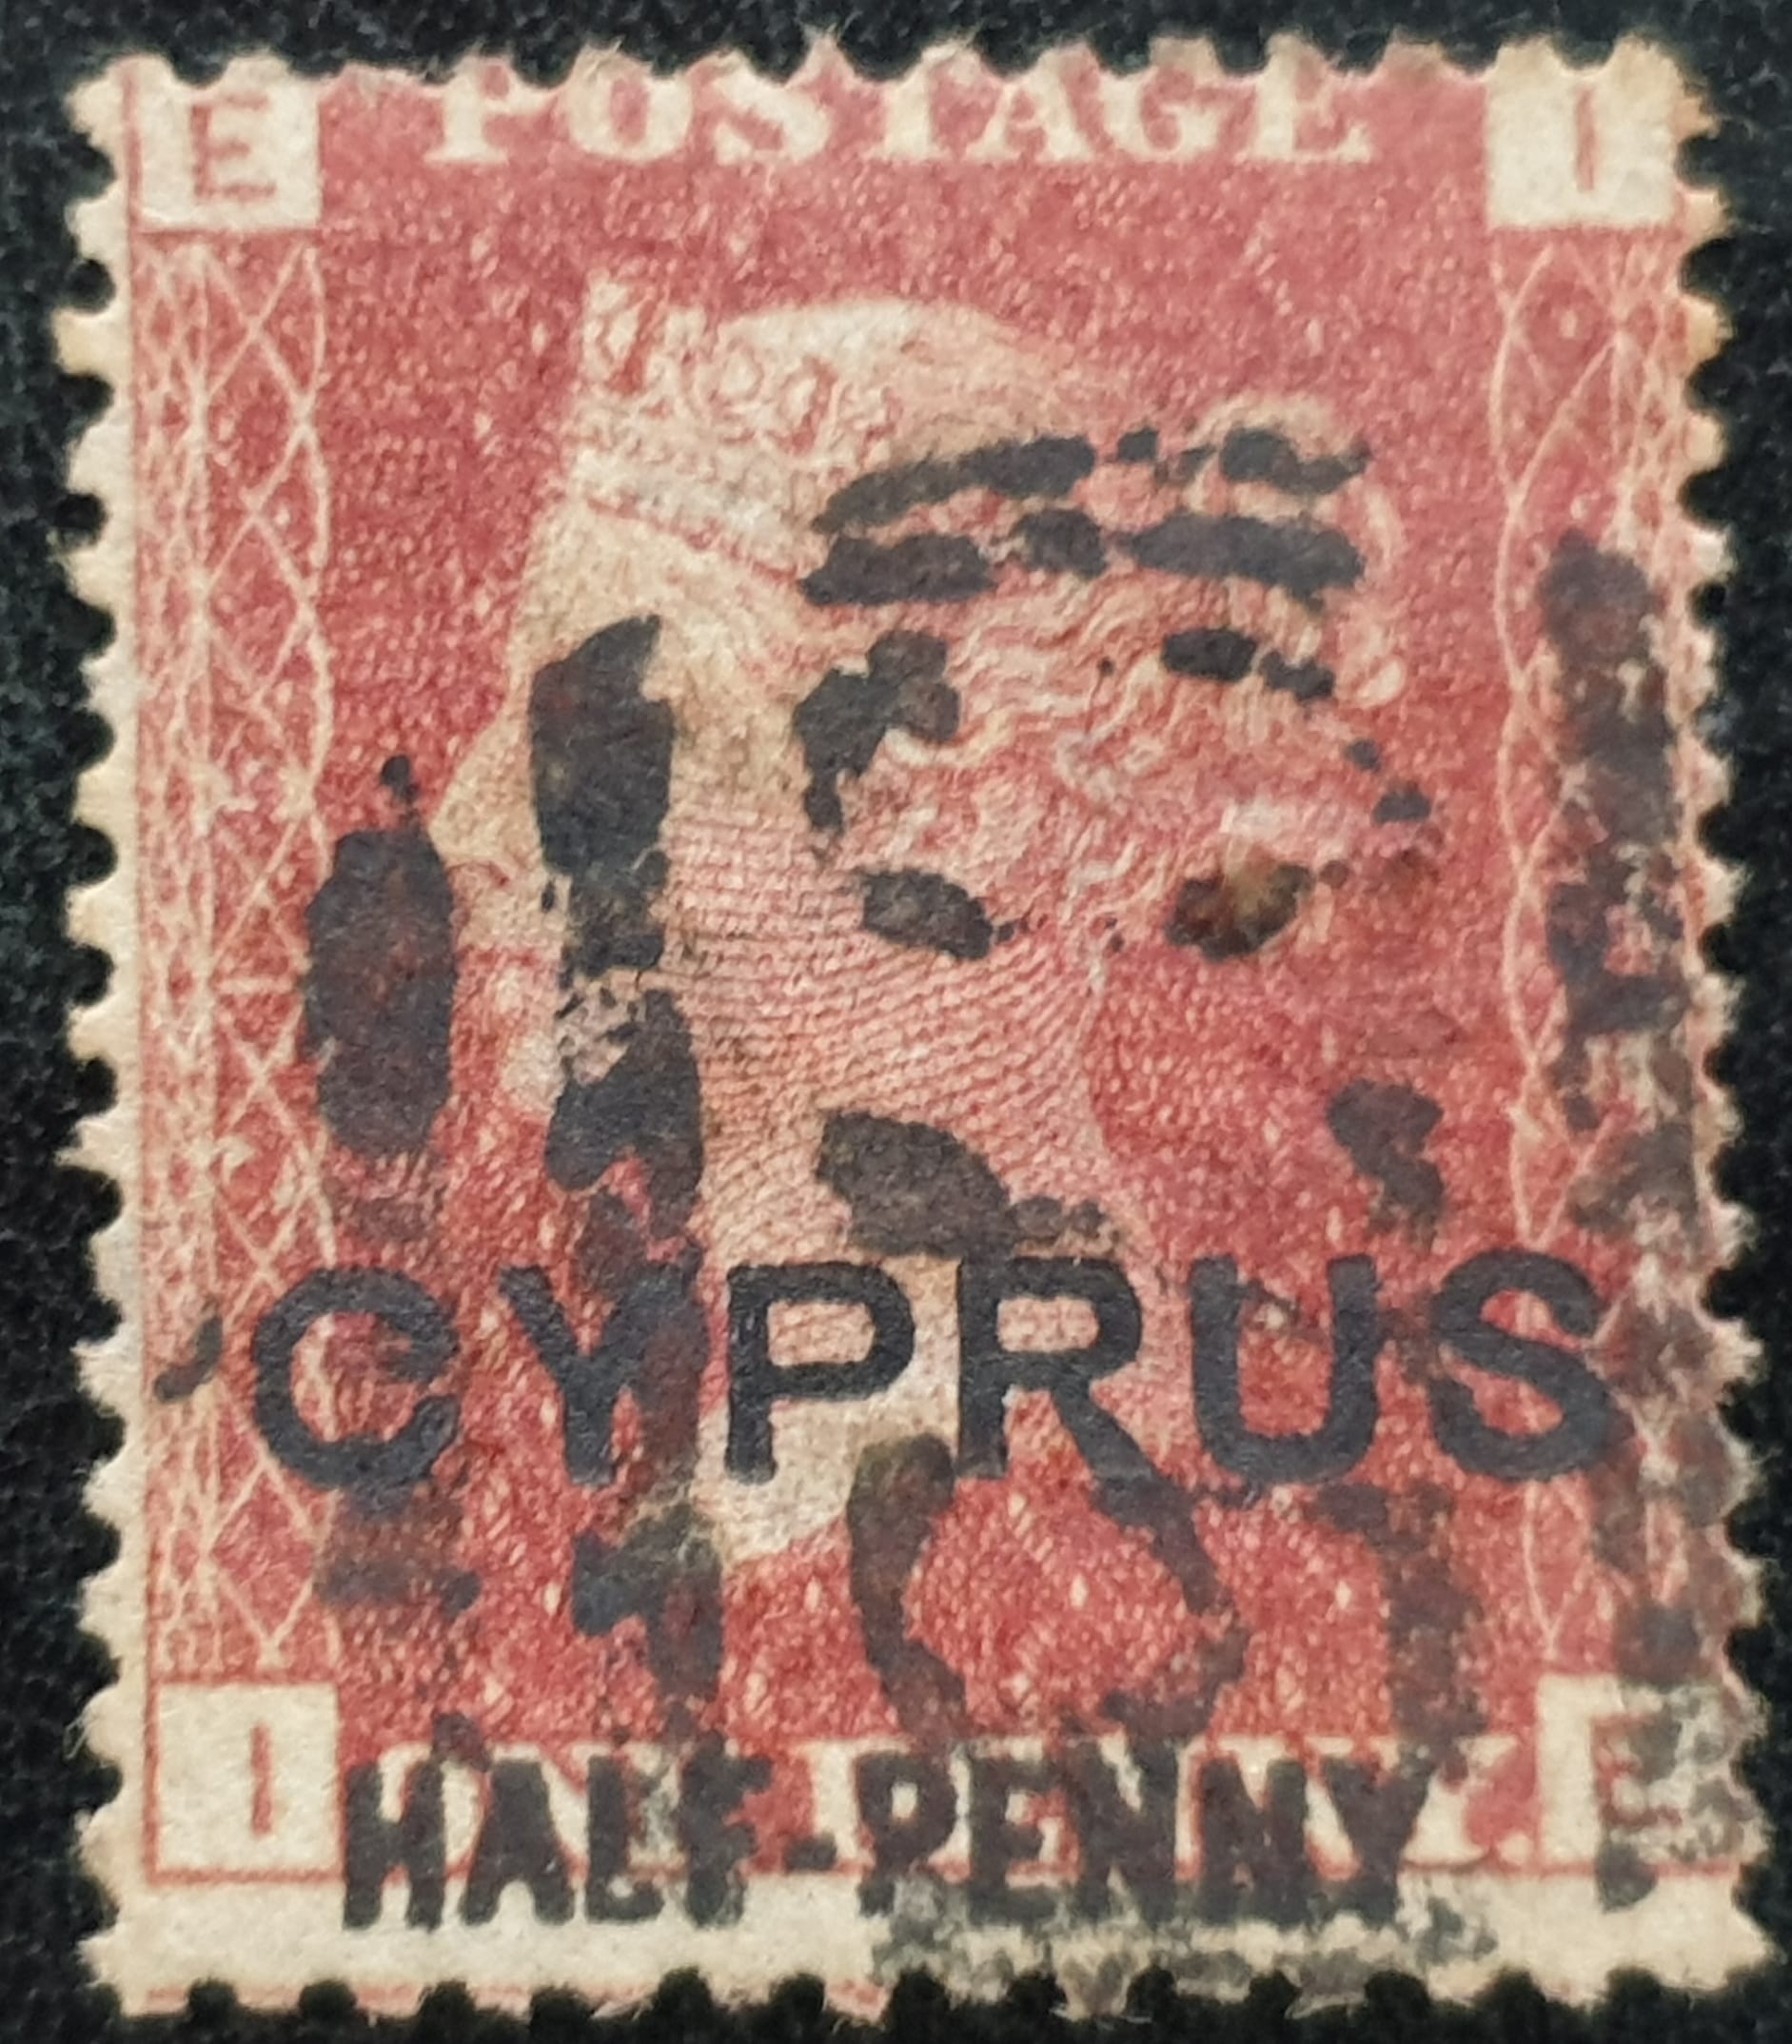 E POSTAGE I
CYPRUS
I HALF-PENNY E